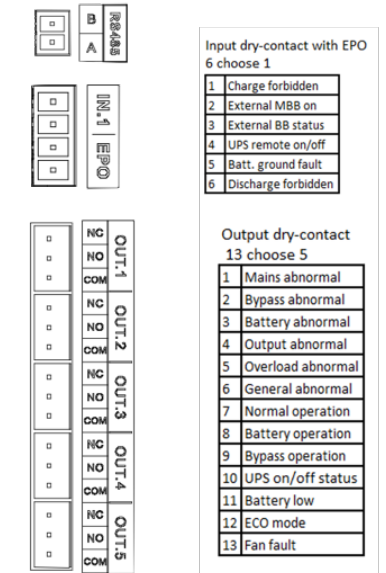 B
A
RS485
IN.1
EPO
NC
NO
COM
OUT.1
NC
NO
COM
OUT.2
NC
NO
COM
OUT.3
NC
NO
COM
OUT.4
NC
NO
COM
OUT.5
Input dry-contact with EPO
6 choose 1
1 Charge forbidden
2 External MBB on
3 External BB status
4 UPS remote on/off
5 Batt. ground fault
6 Discharge forbidden
Output dry-contact
13 choose 5
1 Mains abnormal
2 Bypass abnormal
3 Battery abnormal
4 Output abnormal
5 Overload abnormal
6 General abnormal
7 Normal operation
8 Battery operation
9 Bypass operation
10 UPS on/off status
11 Battery low
12 ECO mode
13 Fan fault